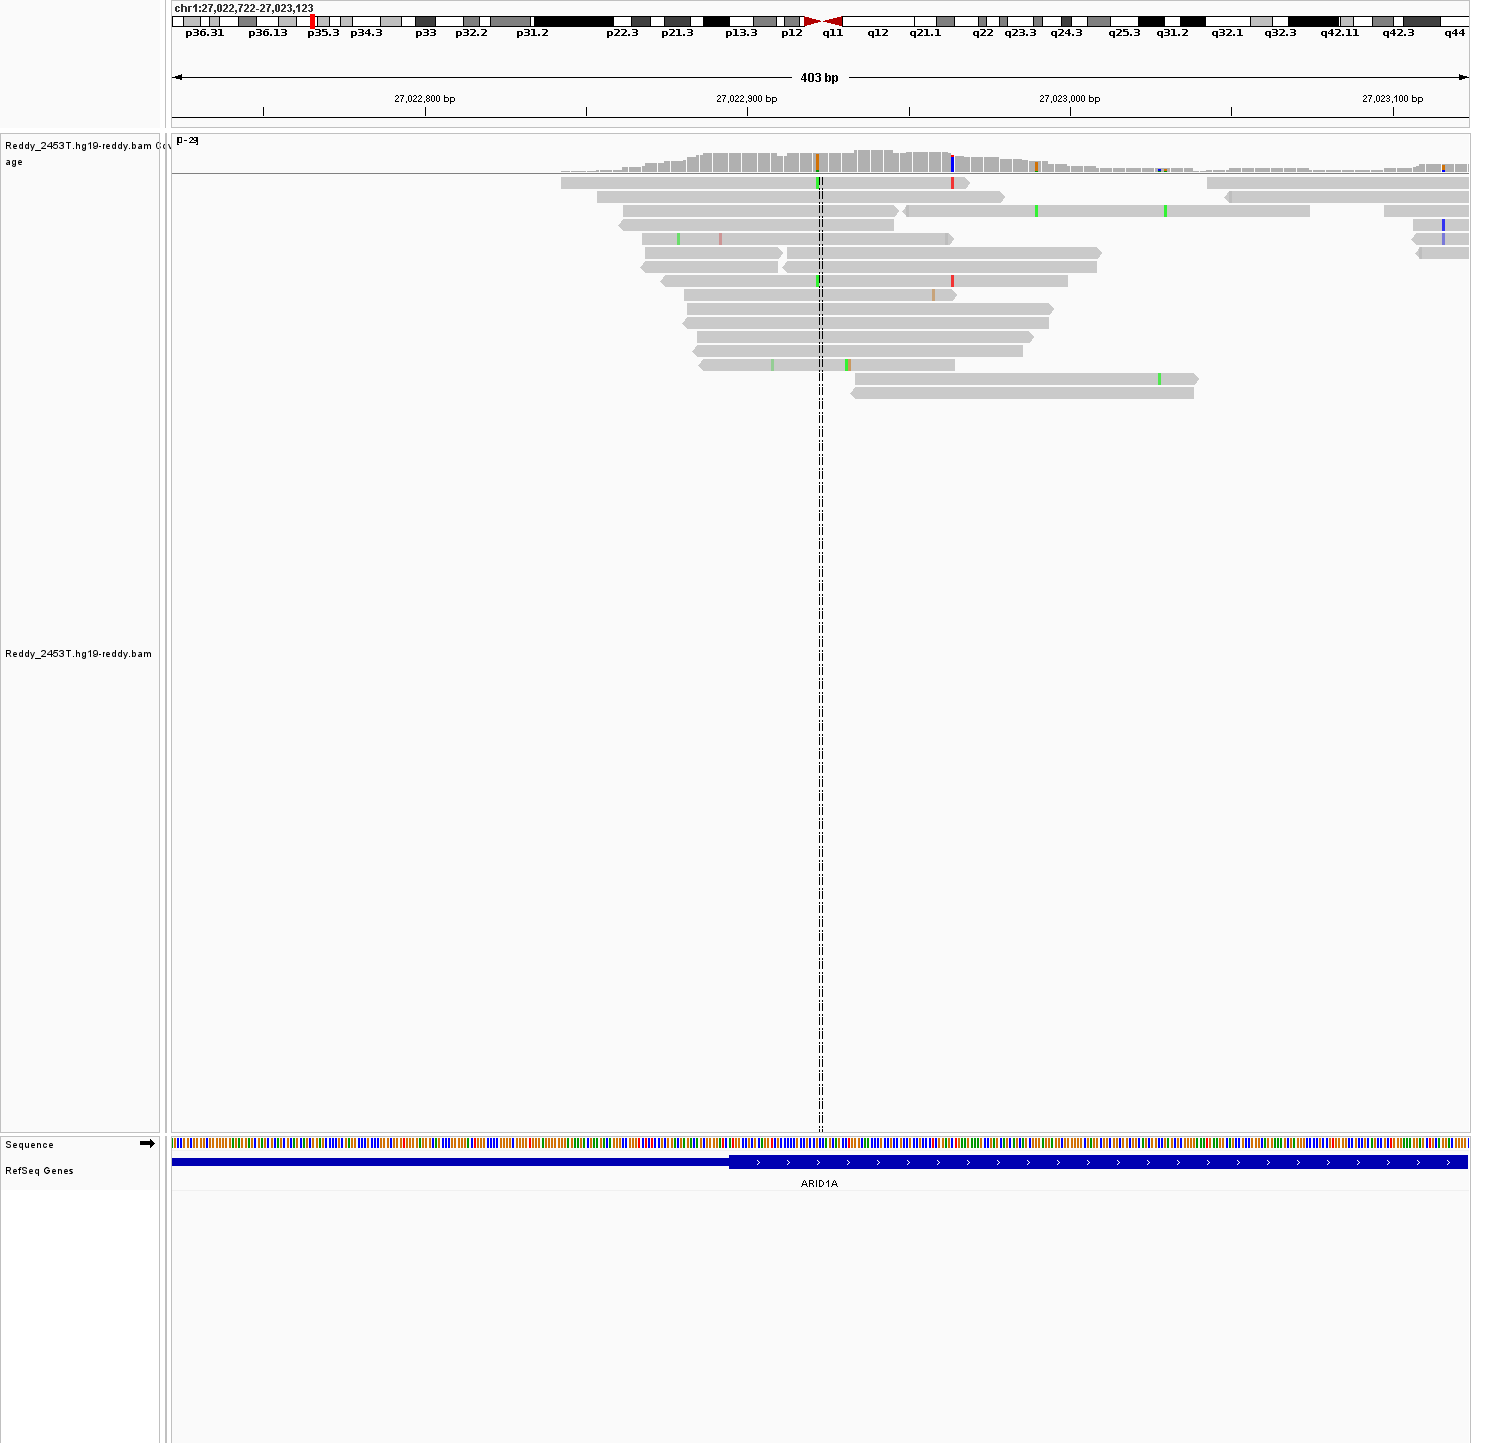 chr1:27,022,722-27,023,123
p36.31 p36.13 p35.3 p34.3 p33 p32.2 p31.2 p22.3 p21.3 p13.3 p12 q11 q12 q21.1 q22 q23.3 q24.3 q25.3 q31.2 q32.1 q32.3 q42.11 q42.3 q44
403 bp
27,022,800 bp 27,022,900 bp 27,023,000 bp 27,023,100 bp
[0 - 29]
Reddy_2453T.hg19-reddy.bam Cov
age
Reddy_2453T.hg19-reddy.bam
Sequence
RefSeq Genes
ARID1A